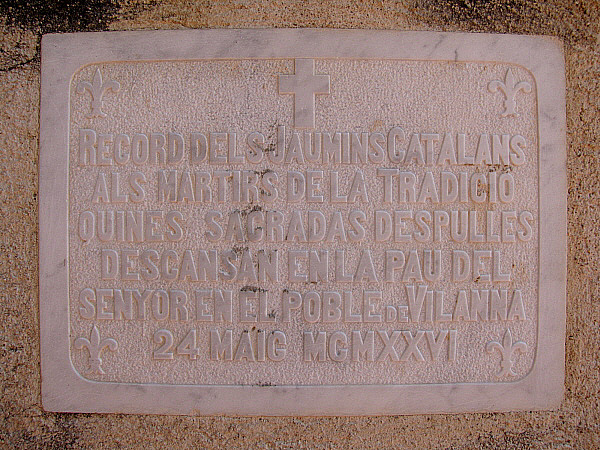 RECORD DELS JAUMINS CATALANS
ALS MARTIRS DE LA TRADICIO
QUINES SAGRADAS DESPULLES
DESCANSAN EN LA PAU DEL
SENYOR EN EL POBLE DE VILANNA
24 MAIG MCMXXVI